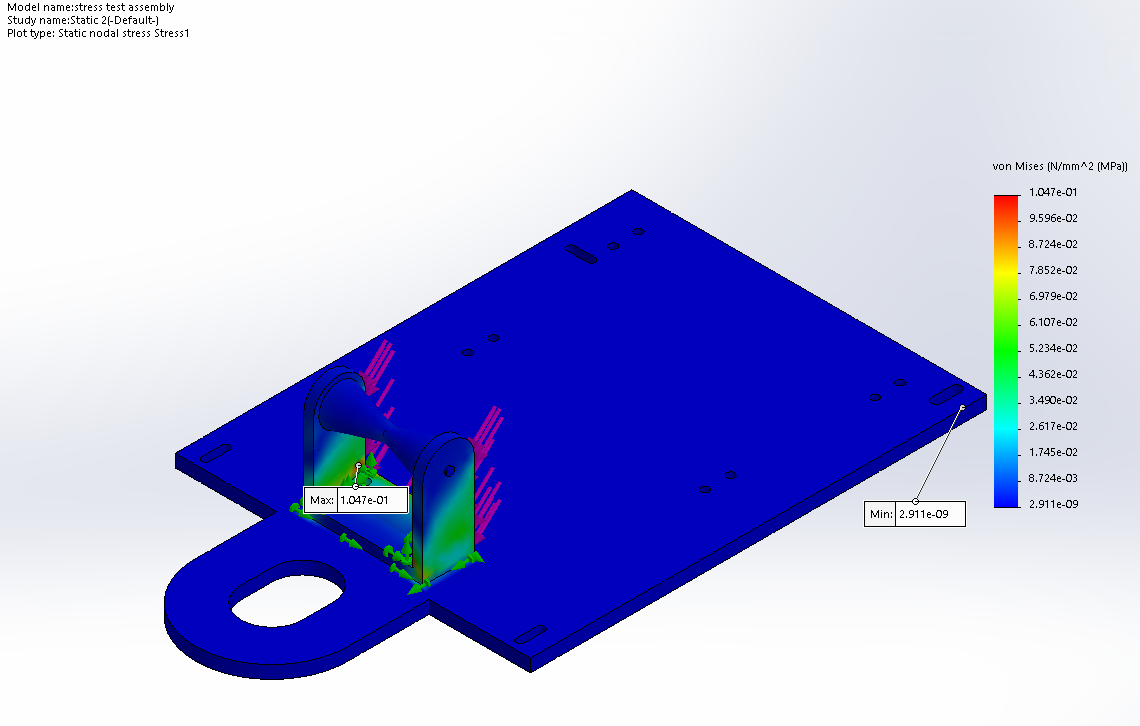 Model name:stress test assembly
Study name:Static 2(-Default-)
Plot type: Static nodal stress Stress1
von Mises (N/mm^2 (MPa))
1.047e-01
9.596e-02
8.724e-02
7.852e-02
6.979e-02
6.107e-02
5.234e-02
4.362e-02
3.490e-02
2.617e-02
1.745e-02
8.724e-03
2.911e-09
Max: 1.047e-01
Min: 2.911e-09